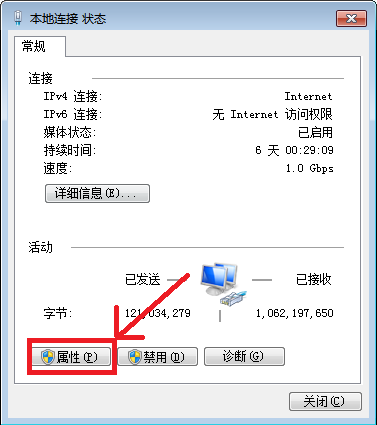 本地连接 状态
常规
连接
IPv4 连接: Internet
IPv6 连接: 无 Internet 访问权限
媒体状态: 已启用
持续时间: 6 天 00:29:09
速度: 1.0 Gbps
详细信息(E)...
活动
已发送 — — 已接收
字节: 121,034,279 | 1,062,197,650
属性(P) 禁用(D) 诊断(G)
关闭(C)